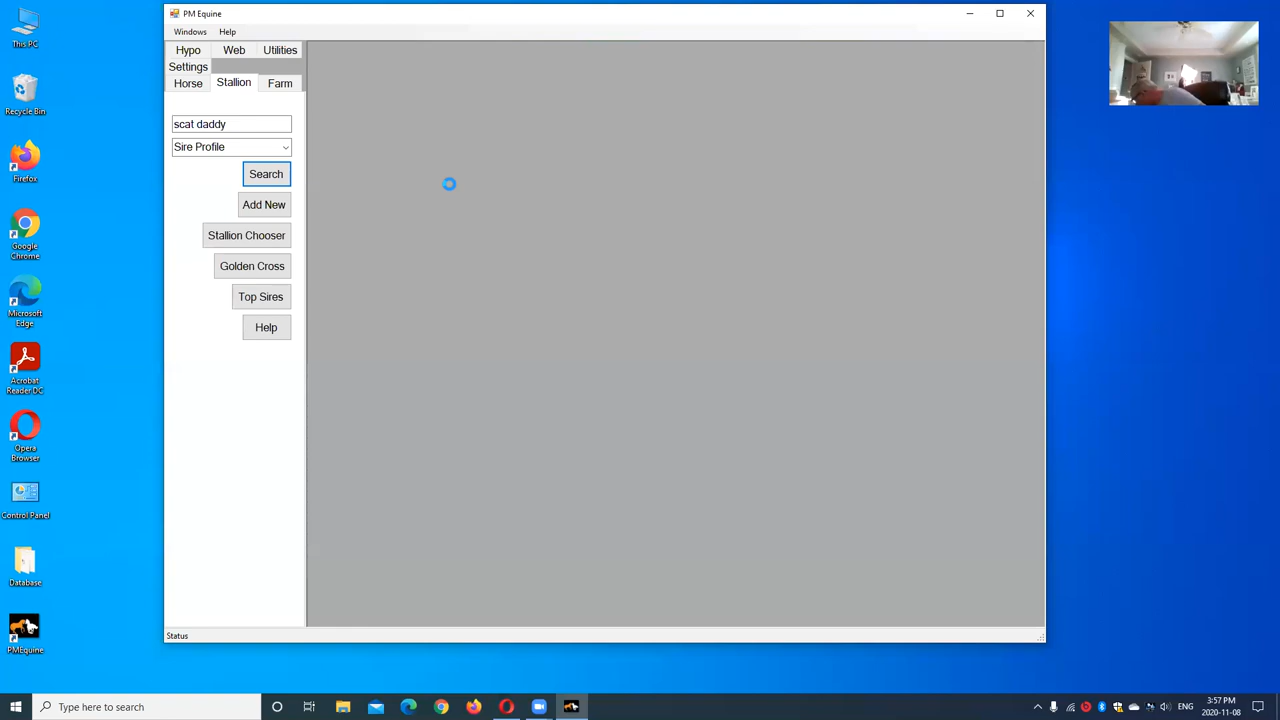 PM Equine
Windows Help
Hypo Web Utilities
Settings
Horse Stallion Farm
scat daddy
Sire Profile
Search
Add New
Stallion Chooser
Golden Cross
Top Sires
Help
Status
This PC
Recycle Bin
Firefox
Google
Chrome
Microsoft
Edge
Acrobat
Reader DC
Opera
Browser
Control Panel
Database
PMEquine
Type here to search
ENG
3:57 PM
2020-11-08